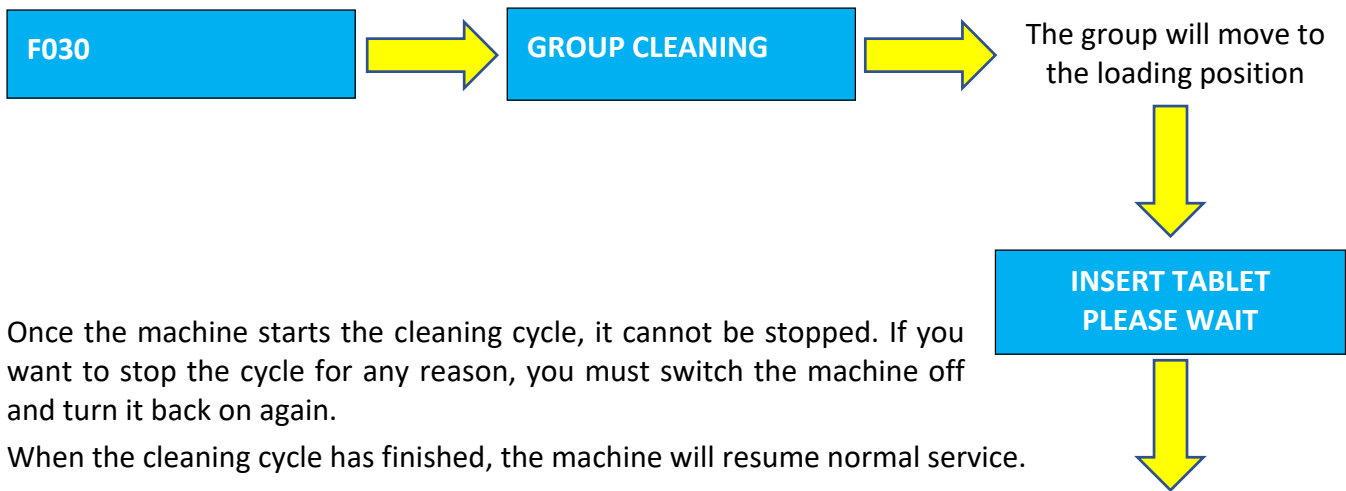 F030
GROUP CLEANING
The group will move to
the loading position
INSERT TABLET
PLEASE WAIT
Once the machine starts the cleaning cycle, it cannot be stopped. If you
want to stop the cycle for any reason, you must switch the machine off
and turn it back on again.
When the cleaning cycle has finished, the machine will resume normal service.